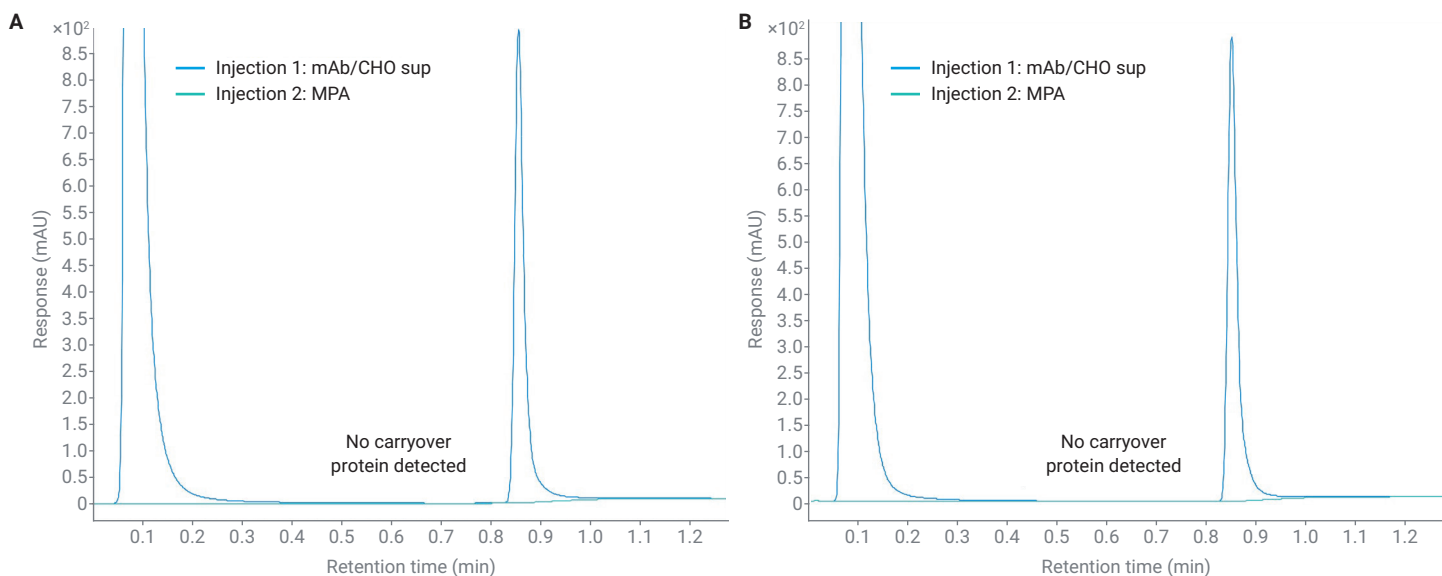 A
×10²
8.5
8.0
7.5
7.0
6.5
6.0
5.5
5.0
4.5
4.0
3.5
3.0
2.5
2.0
1.5
1.0
0.5
0
Response (mAU)
Injection 1: mAb/CHO sup
Injection 2: MPA
No carryover
protein detected
0.1 0.2 0.3 0.4 0.5 0.6 0.7 0.8 0.9 1.0 1.1 1.2
Retention time (min)
B
×10²
8.5
8.0
7.5
7.0
6.5
6.0
5.5
5.0
4.5
4.0
3.5
3.0
2.5
2.0
1.5
1.0
0.5
0
Response (mAU)
Injection 1: mAb/CHO sup
Injection 2: MPA
No carryover
protein detected
0.1 0.2 0.3 0.4 0.5 0.6 0.7 0.8 0.9 1.0 1.1 1.2
Retention time (min)